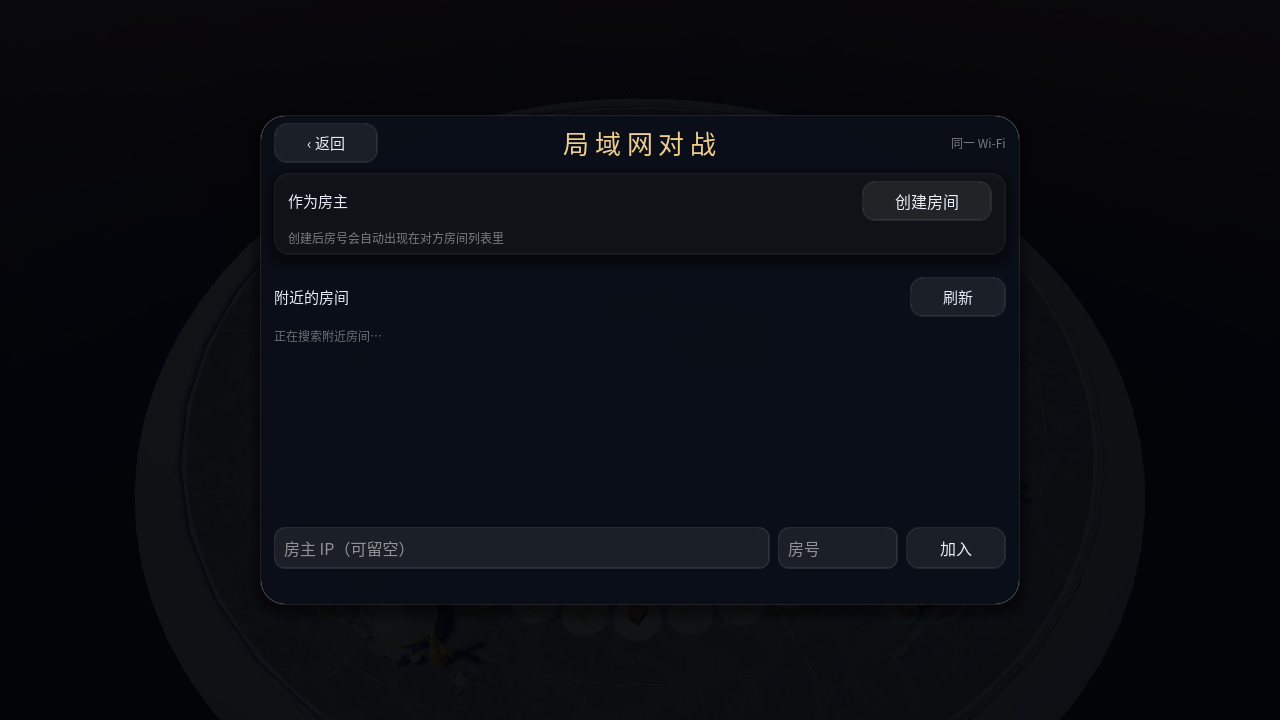 ‹ 返回
局域网对战
同一 Wi-Fi
作为房主
创建房间
创建后房号会自动出现在对方房间列表里
附近的房间
刷新
正在搜索附近房间…
房主 IP（可留空）
房号
加入